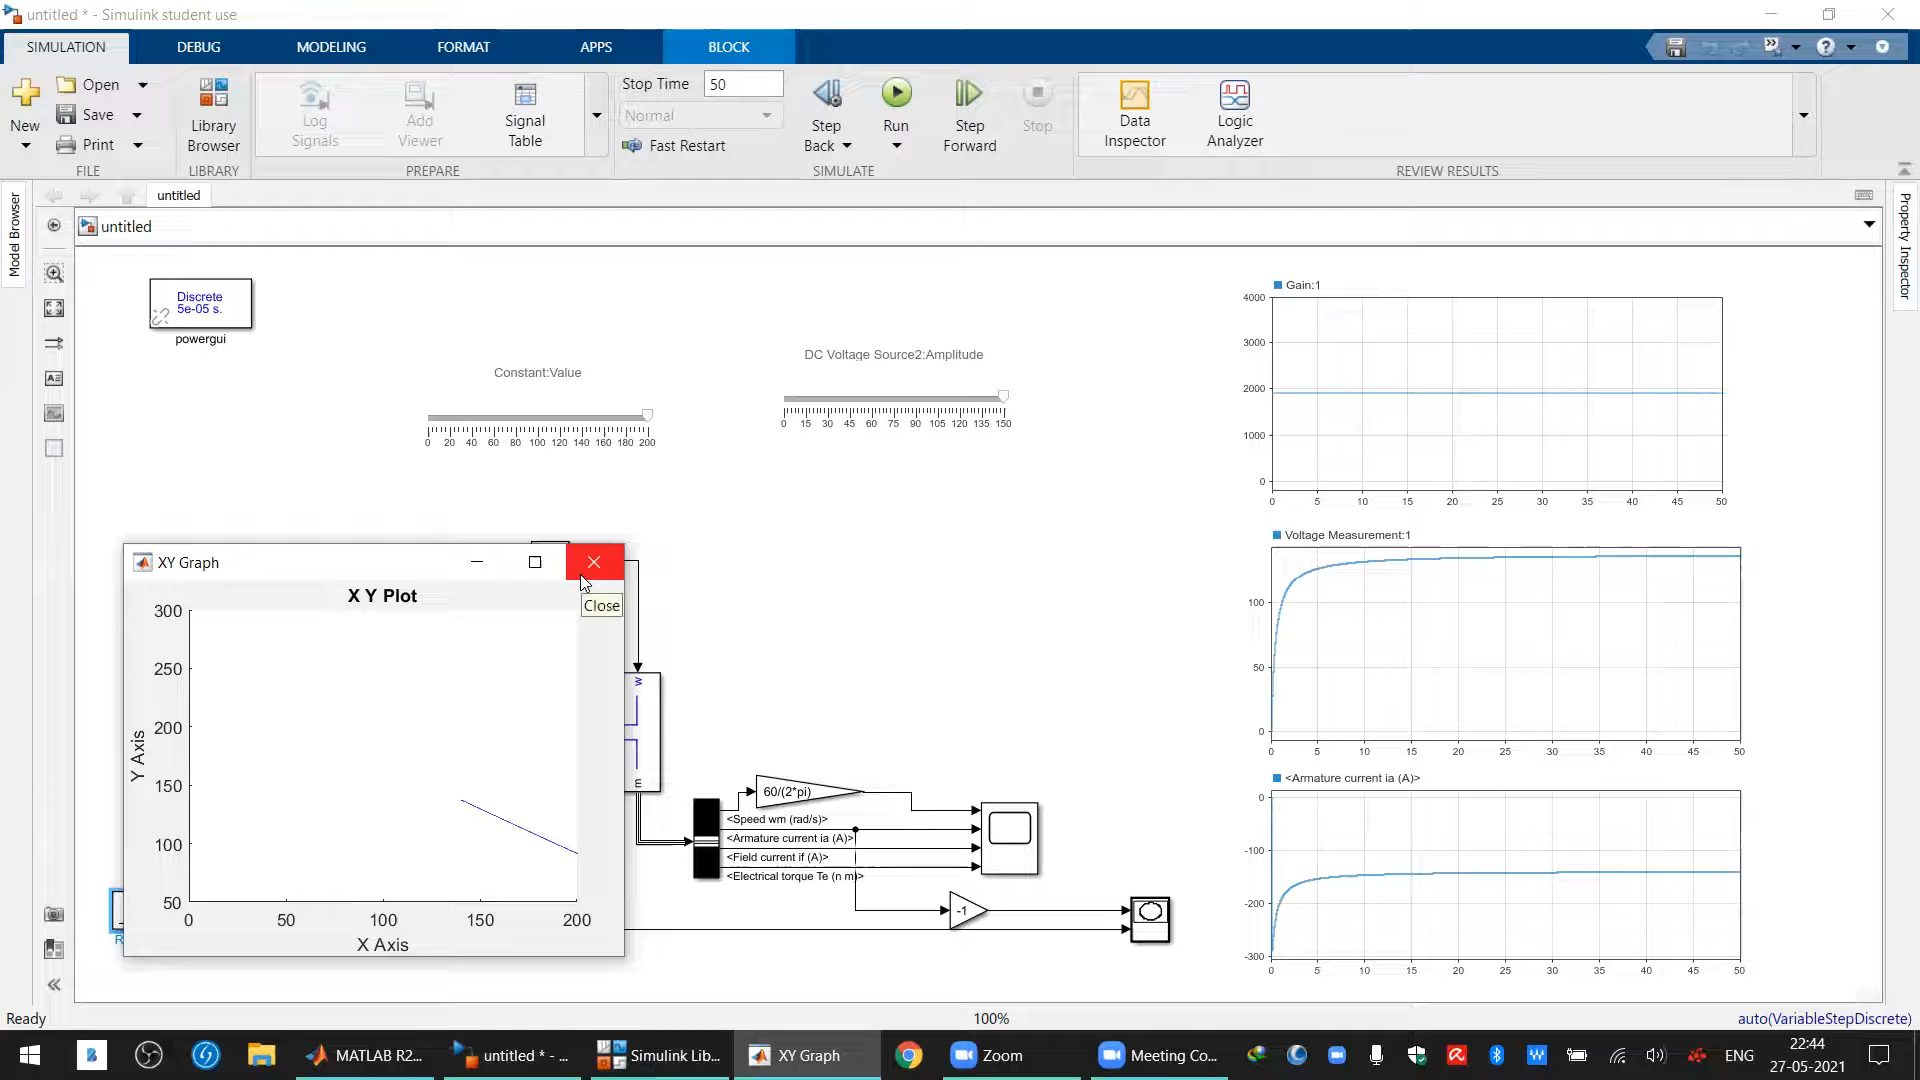 untitled * - Simulink student use
SIMULATION
DEBUG
MODELING
FORMAT
APPS
BLOCK
New
Open
Save
Print
FILE
Library
Browser
LIBRARY
Log
Signals
Add
Viewer
Signal
Table
PREPARE
Stop Time 50
Normal
Fast Restart
Step
Back
Run
Step
Forward
Stop
SIMULATE
Data
Inspector
Logic
Analyzer
REVIEW RESULTS
Model Browser
untitled
untitled
Property Inspector
Discrete
5e-05 s.
powergui
Constant:Value
0 20 40 60 80 100 120 140 160 180 200
DC Voltage Source2:Amplitude
0 15 30 45 60 75 90 105 120 135 150
Gain:1
4000
3000
2000
1000
0
0 5 10 15 20 25 30 35 40 45 50
Voltage Measurement:1
100
50
0
0 5 10 15 20 25 30 35 40 45 50
<Armature current ia (A)>
0
-100
-200
-300
0 5 10 15 20 25 30 35 40 45 50
XY Graph
Close
X Y Plot
300
250
200
150
100
50
Y Axis
0 50 100 150 200
X Axis
w
m
60/(2*pi)
<Speed wm (rad/s)>
<Armature current ia (A)>
<Field current if (A)>
<Electrical torque Te (n m)>
-1
R
Ready
100%
auto(VariableStepDiscrete)
MATLAB R2...
untitled * - ...
Simulink Lib...
XY Graph
Zoom
Meeting Co...
ENG
22:44
27-05-2021